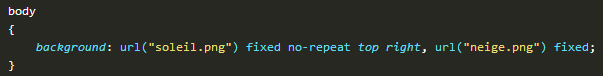 body
{
    background: url("soleil.png") fixed no-repeat top right, url("neige.png") fixed;
}